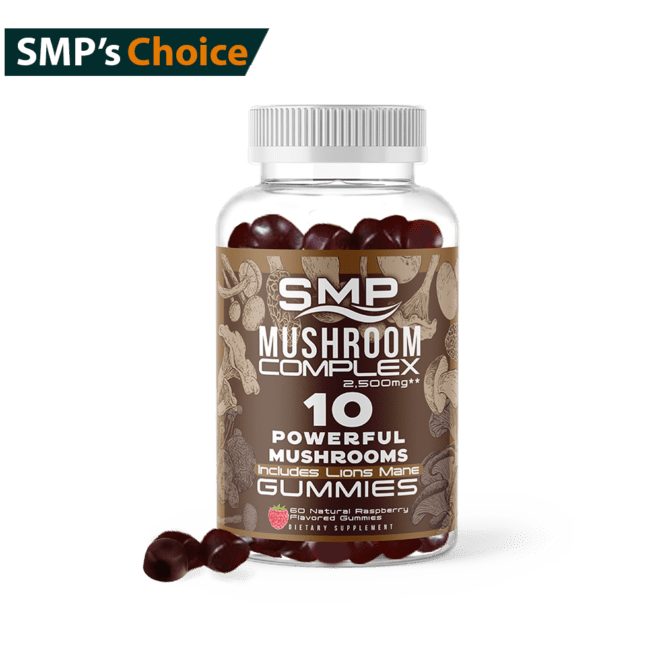 SMP's Choice
SMP
MUSHROOM
COMPLEX
2,500mg**
10
POWERFUL
MUSHROOMS
Includes Lions Mane
GUMMIES
60 Natural Raspberry
Flavored Gummies
DIETARY SUPPLEMENT